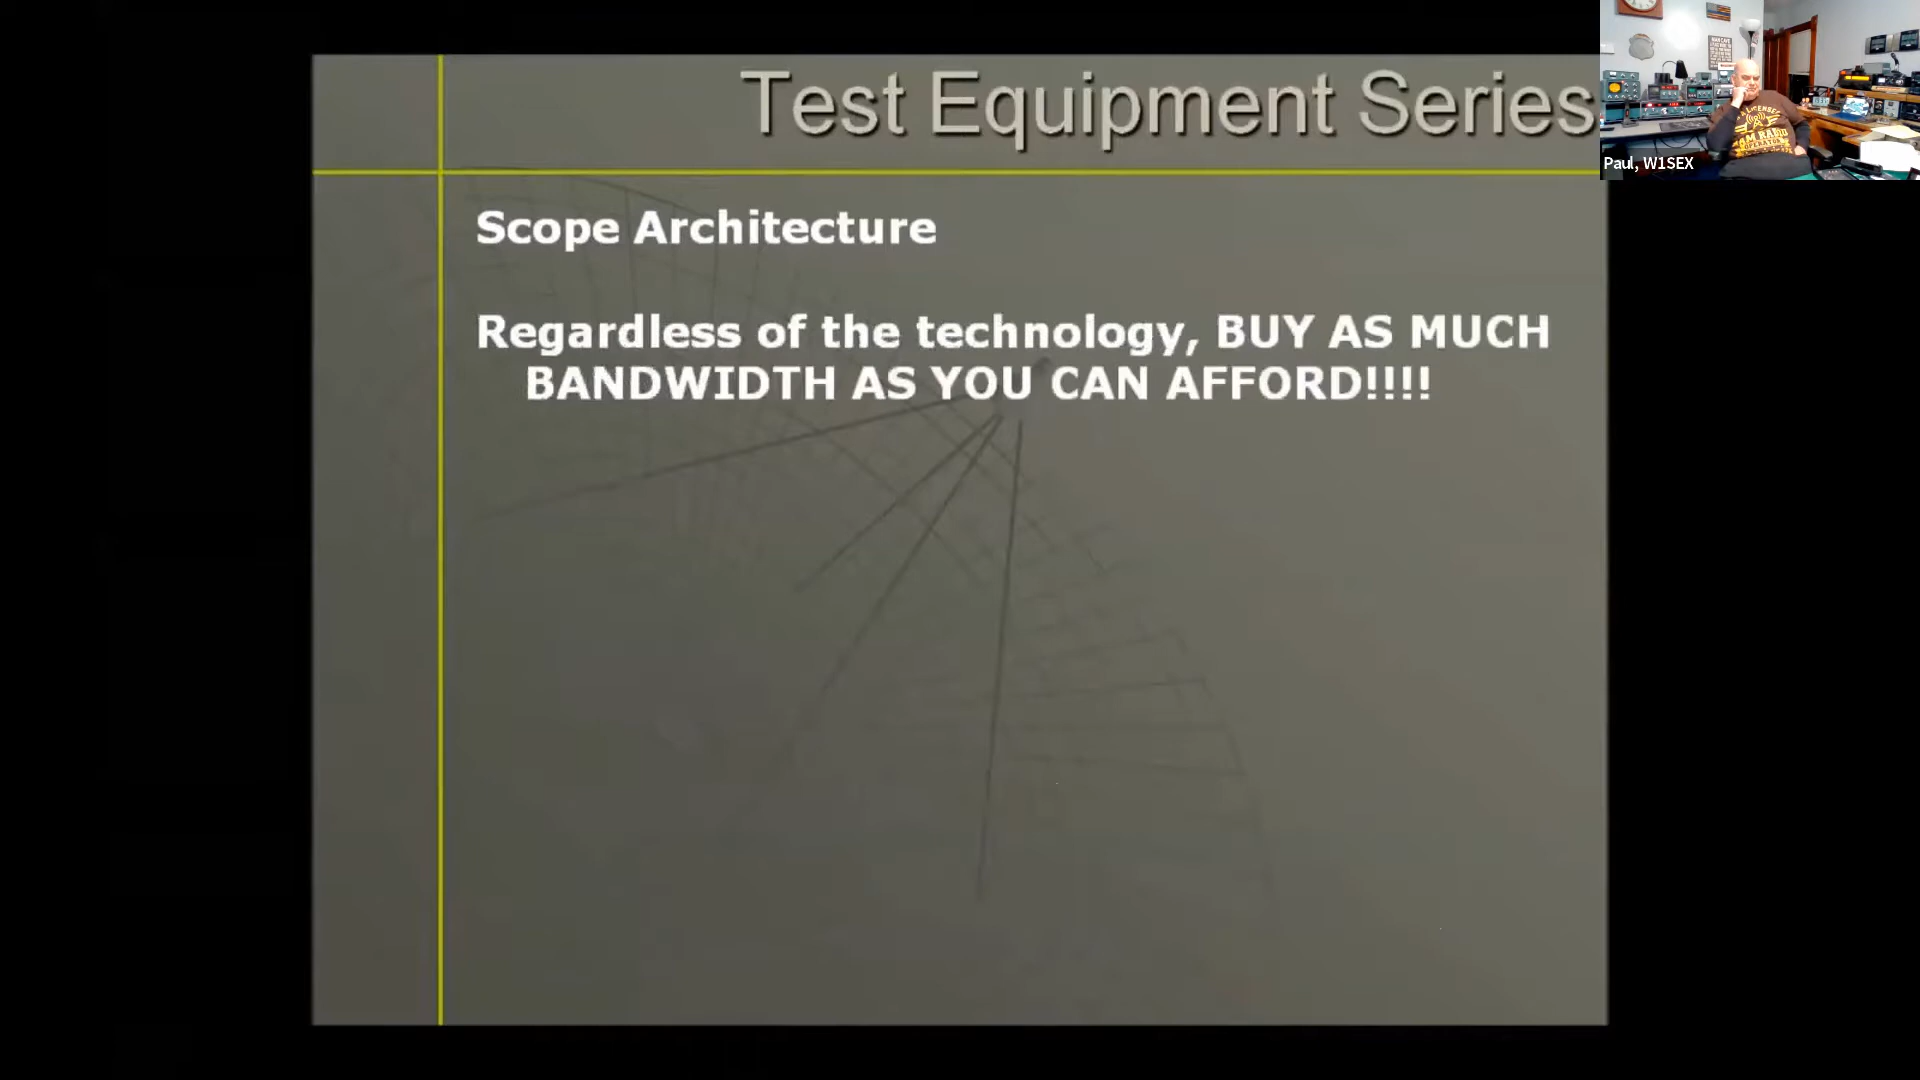 Test Equipment Series
Scope Architecture
Regardless of the technology, BUY AS MUCH
BANDWIDTH AS YOU CAN AFFORD!!!!
Paul, W1SEX